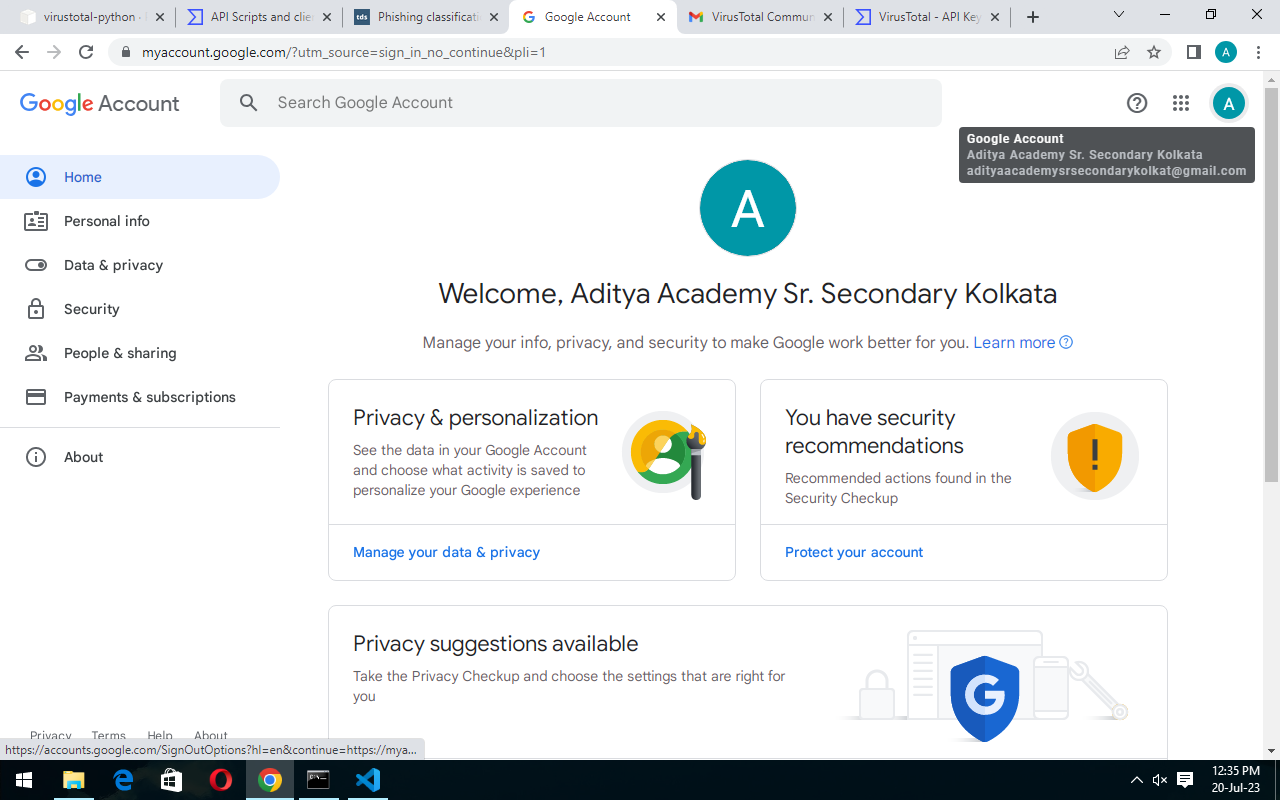 virustotal-python ·
API Scripts and clie
tds
Phishing classificati
Google Account
VirusTotal Commun
VirusTotal - API Key
myaccount.google.com/?utm_source=sign_in_no_continue&pli=1
A
Google Account
Search Google Account
A
Google Account
Aditya Academy Sr. Secondary Kolkata
adityaacademysrsecondarykolkat@gmail.com
Home
Personal info
Data & privacy
Security
People & sharing
Payments & subscriptions
About
A
Welcome, Aditya Academy Sr. Secondary Kolkata
Manage your info, privacy, and security to make Google work better for you. Learn more
Privacy & personalization
See the data in your Google Account
and choose what activity is saved to
personalize your Google experience
Manage your data & privacy
You have security
recommendations
Recommended actions found in the
Security Checkup
Protect your account
Privacy suggestions available
Take the Privacy Checkup and choose the settings that are right for
you
G
Privacy Terms Help About
https://accounts.google.com/SignOutOptions?hl=en&continue=https://mya...
12:35 PM
20-Jul-23